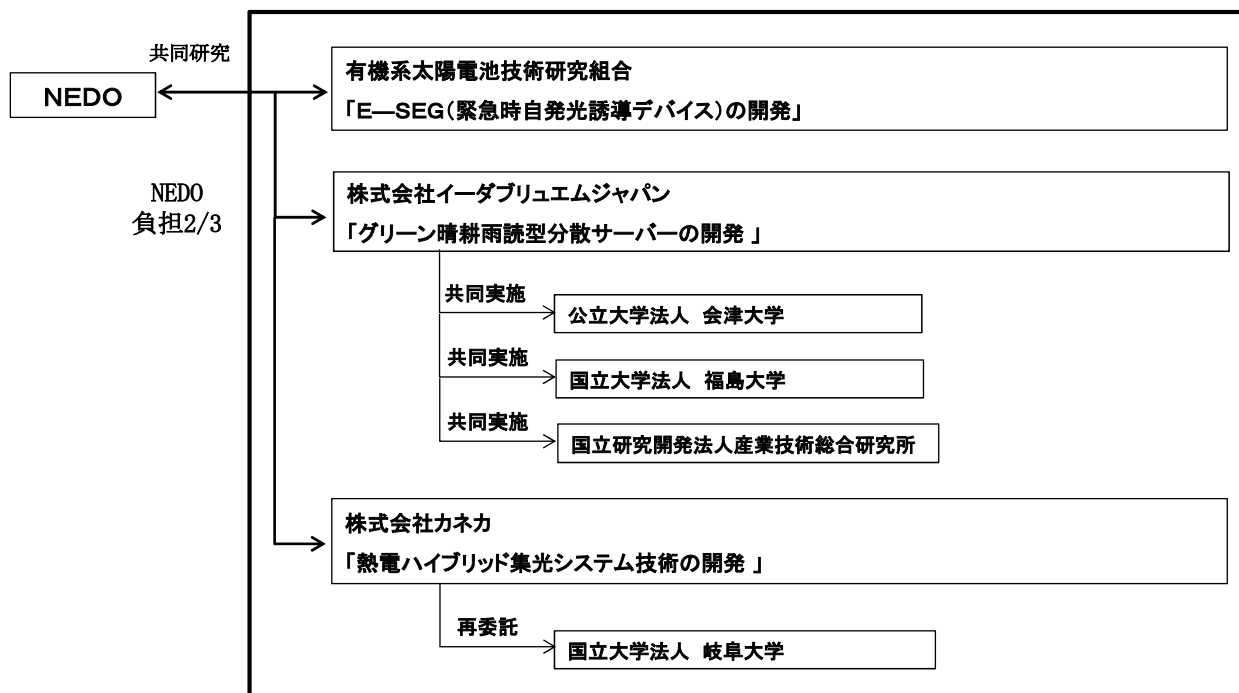 共同研究
NEDO
NEDO
負担2/3
有機系太陽電池技術研究組合
「E―SEG(緊急時自発光誘導デバイス)の開発」
株式会社イーダブリュエムジャパン
「グリーン晴耕雨読型分散サーバーの開発 」
共同実施
公立大学法人 会津大学
共同実施
国立大学法人 福島大学
共同実施
国立研究開発法人産業技術総合研究所
株式会社カネカ
「熱電ハイブリッド集光システム技術の開発 」
再委託
国立大学法人 岐阜大学